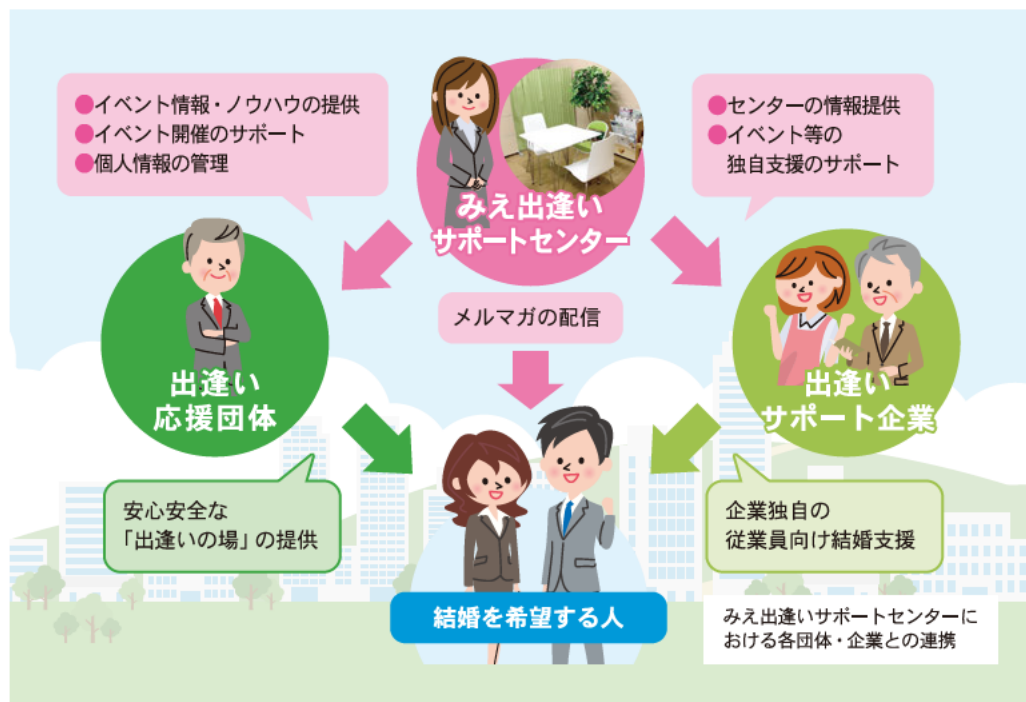 ●イベント情報・ノウハウの提供
●イベント開催のサポート
●個人情報の管理
みえ出逢い
サポートセンター
●センターの情報提供
●イベント等の
独自支援のサポート
メルマガの配信
出逢い
応援団体
出逢い
サポート企業
安心安全な
「出逢いの場」の提供
企業独自の
従業員向け結婚支援
結婚を希望する人
みえ出逢いサポートセンターに
おける各団体・企業との連携